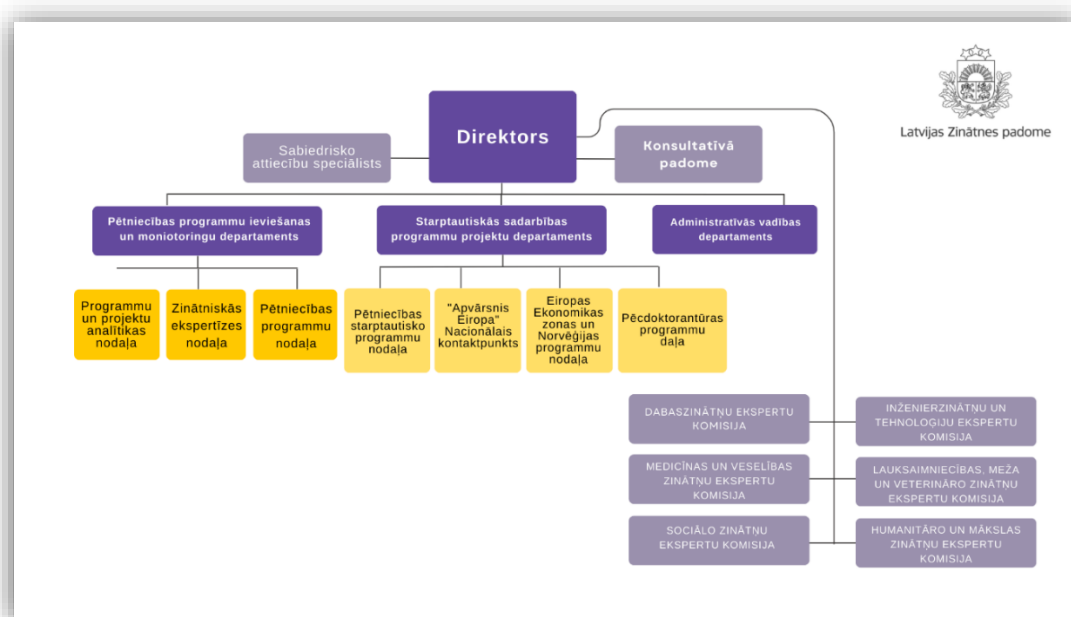 Latvijas Zinātnes padome
Direktors
Sabiedrisko
attiecību speciālists
Konsultatīvā
padome
Pētniecības programmu ieviešanas
un moniotoringu departaments
Starptautiskās sadarbības
programmu projektu departaments
Administratīvās vadības
departaments
Programmu
un projektu
analītikas
nodaļa
Zinātniskās
ekspertīzes
nodaļa
Pētniecības
programmu
nodaļa
Pētniecības
starptautisko
programmu
nodaļa
"Apvārsnis
Eiropa"
Nacionālais
kontaktpunkts
Eiropas
Ekonomikas
zonas un
Norvēģijas
programmu
nodaļa
Pēcdoktorantūras
programmu
daļa
DABASZINĀTŅU EKSPERTU
KOMISIJA
INŽENIERZINĀTŅU UN
TEHNOLOĢIJU EKSPERTU
KOMISIJA
MEDICĪNAS UN VESELĪBAS
ZINĀTŅU EKSPERTU
KOMISIJA
LAUKSAIMNIECĪBAS, MEŽA
UN VETERINĀRO ZINĀTŅU
EKSPERTU KOMISIJA
SOCIĀLO ZINĀTŅU
EKSPERTU KOMISIJA
HUMANITĀRO UN MĀKSLAS
ZINĀTŅU EKSPERTU
KOMISIJA